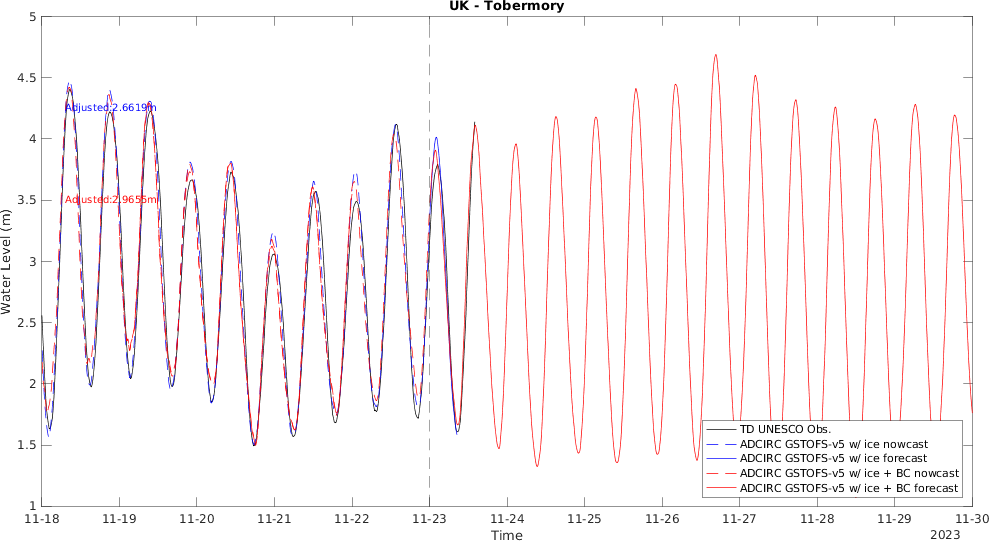 UK - Tobermory
5
4.5
4
3.5
3
2.5
2
1.5
1
Water Level (m)
Adjusted:2.6619m
Adjusted:2.9655m
TD UNESCO Obs.
ADCIRC GSTOFS-v5 w/ ice nowcast
ADCIRC GSTOFS-v5 w/ ice forecast
ADCIRC GSTOFS-v5 w/ ice + BC nowcast
ADCIRC GSTOFS-v5 w/ ice + BC forecast
11-18 11-19 11-20 11-21 11-22 11-23 11-24 11-25 11-26 11-27 11-28 11-29 11-30
Time
2023